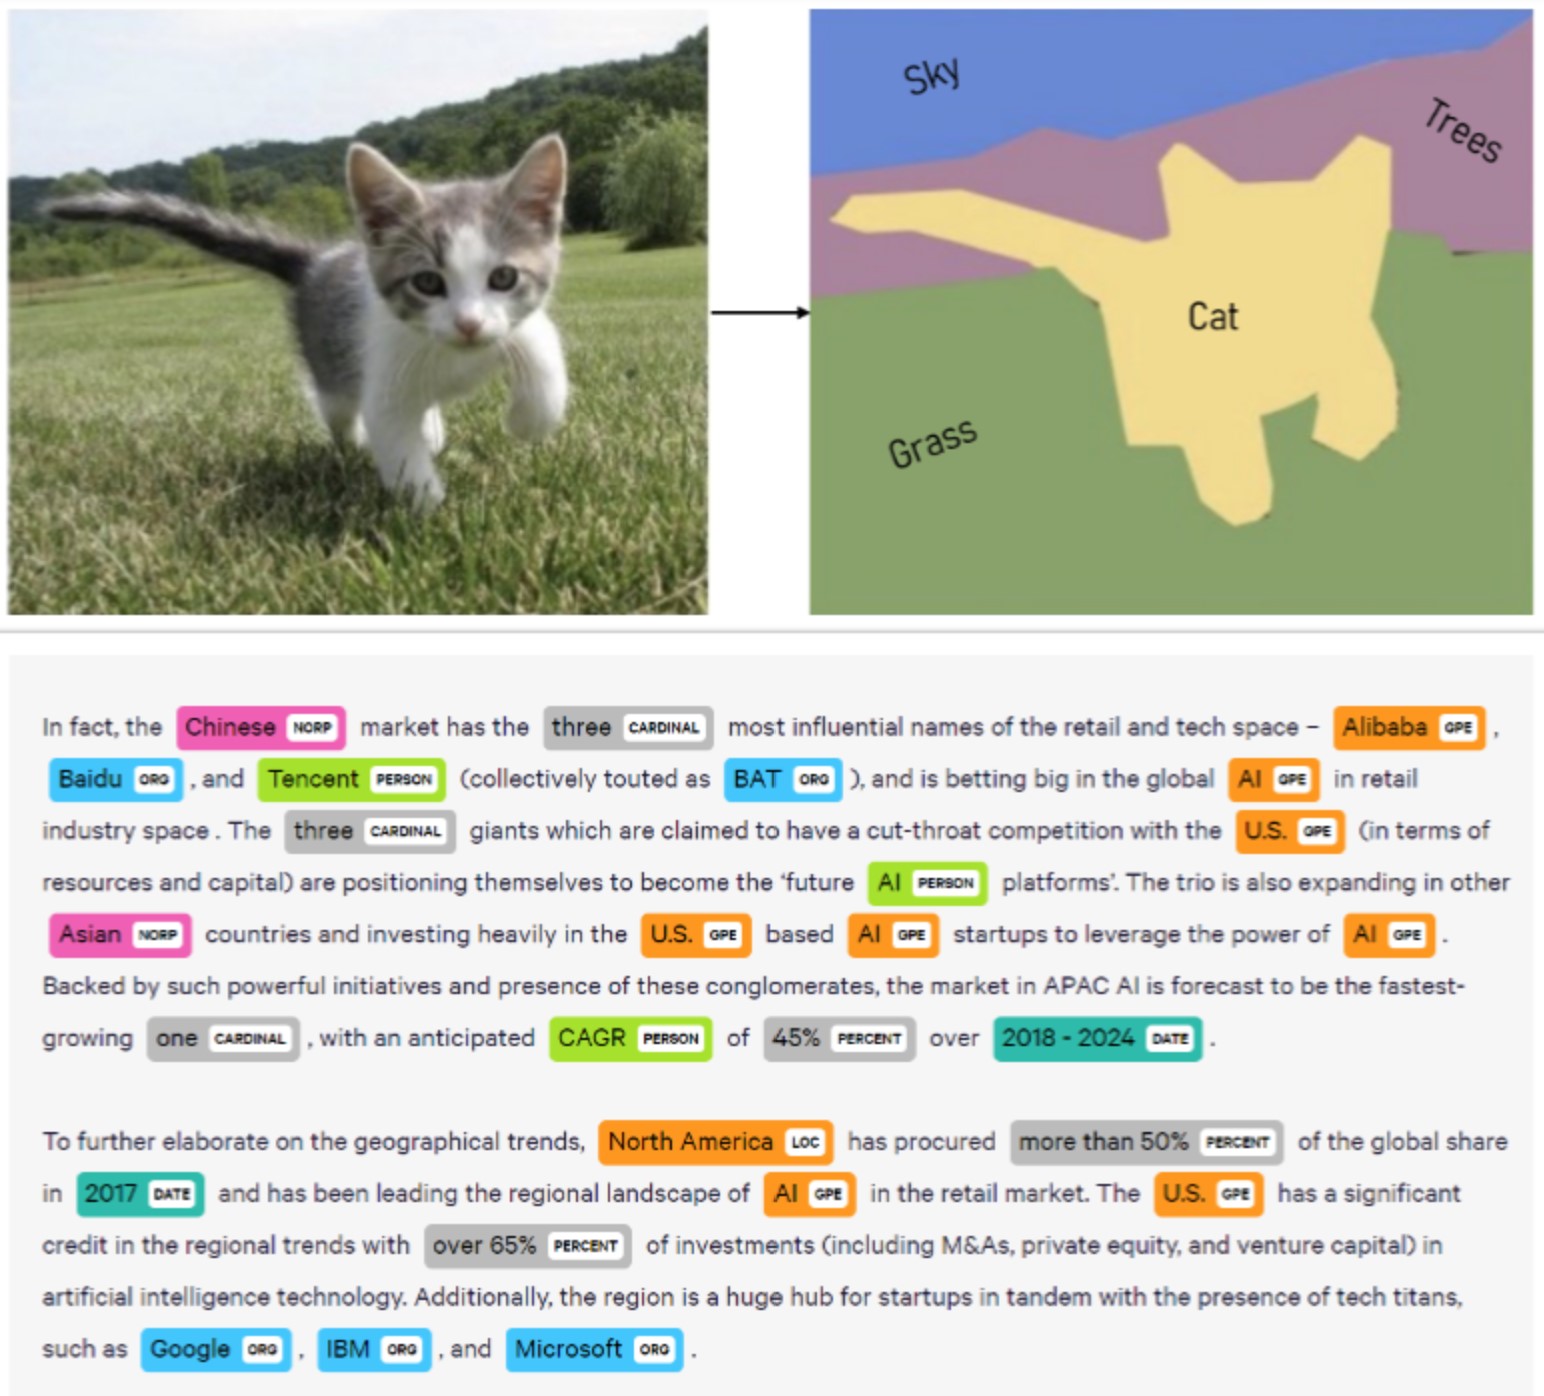 Sky
Trees
Cat
Grass
In fact, the Chinese NORP market has the three CARDINAL most influential names of the retail and tech space – Alibaba GPE ,
Baidu ORG , and Tencent PERSON (collectively touted as BAT ORG ), and is betting big in the global AI GPE in retail
industry space . The three CARDINAL giants which are claimed to have a cut-throat competition with the U.S. GPE (in terms of
resources and capital) are positioning themselves to become the ‘future AI PERSON platforms’. The trio is also expanding in other
Asian NORP countries and investing heavily in the U.S. GPE based AI GPE startups to leverage the power of AI GPE .
Backed by such powerful initiatives and presence of these conglomerates, the market in APAC AI is forecast to be the fastest-
growing one CARDINAL , with an anticipated CAGR PERSON of 45% PERCENT over 2018 - 2024 DATE .
To further elaborate on the geographical trends, North America LOC has procured more than 50% PERCENT of the global share
in 2017 DATE and has been leading the regional landscape of AI GPE in the retail market. The U.S. GPE has a significant
credit in the regional trends with over 65% PERCENT of investments (including M&As, private equity, and venture capital) in
artificial intelligence technology. Additionally, the region is a huge hub for startups in tandem with the presence of tech titans,
such as Google ORG , IBM ORG , and Microsoft ORG .